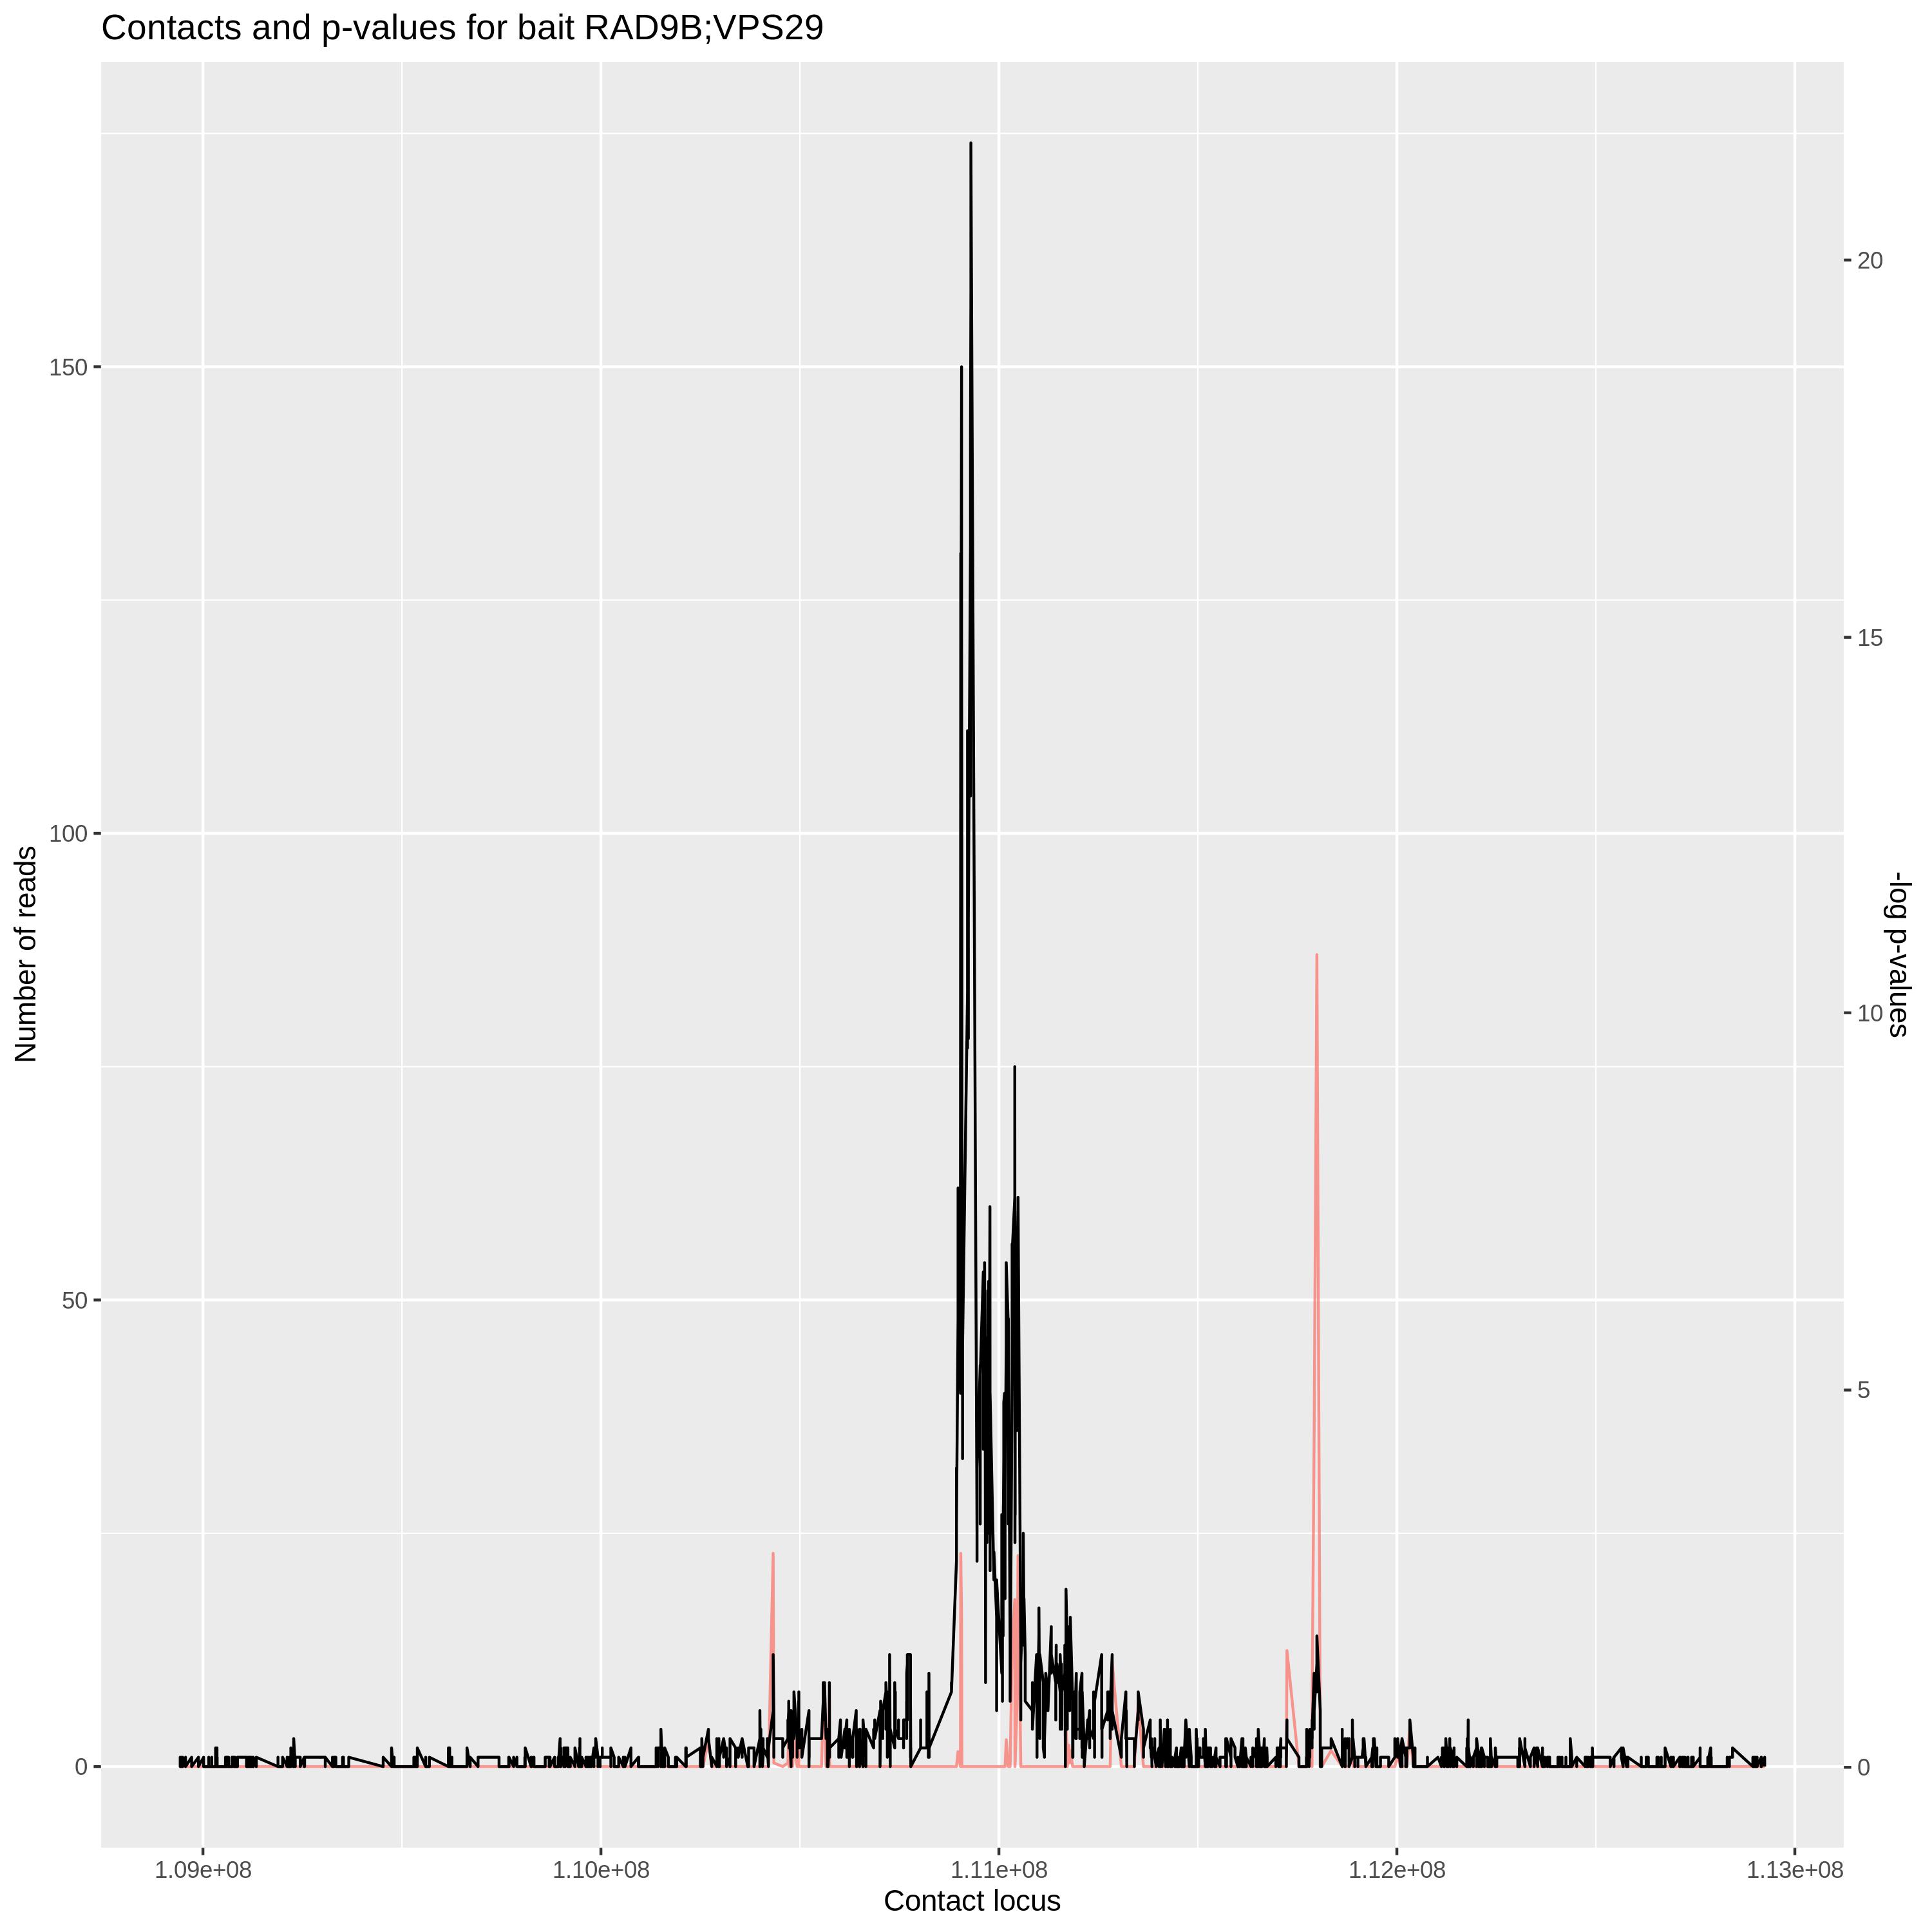 Contacts and p-values for bait RAD9B;VPS29
Number of reads
150
100
50
0
20
15
10
5
0
-log p-values
1.09e+08 1.10e+08 1.11e+08 1.12e+08 1.13e+08
Contact locus